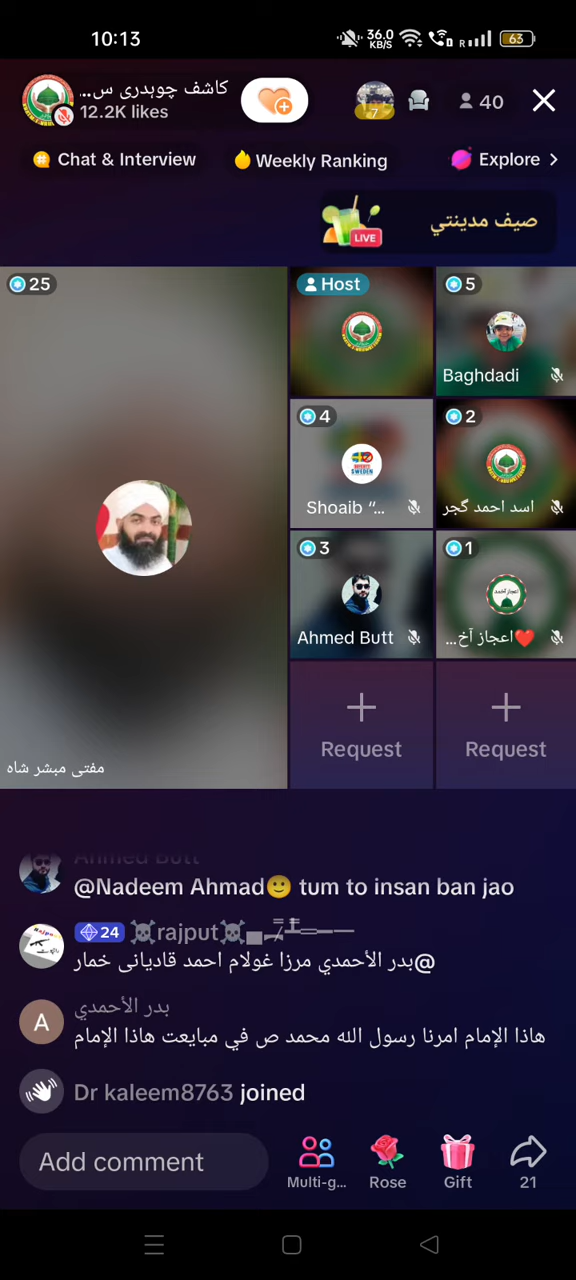 10:13
36.0
KB/S
R
63
کاشف چوہدری س...
12.2K likes
7
40
Chat & Interview
Weekly Ranking
Explore
صيف مدينتي
LIVE
25
Host
5
Baghdadi
4
Shoaib “...
2
اسد احمد گجر
3
Ahmed Butt
1
❤️اعجاز آخ...
Request
Request
مفتی مبشر شاہ
Ahmed Butt
@Nadeem Ahmad🙂 tum to insan ban jao
24
☠️rajput☠️
@بدر الأحمدي مرزا غولام احمد قادیانی خمار
بدر الأحمدي
A
هاذا الإمام امرنا رسول الله محمد ص في مبايعت هاذا الإمام
Dr kaleem8763 joined
Add comment
Multi-g...
Rose
Gift
21